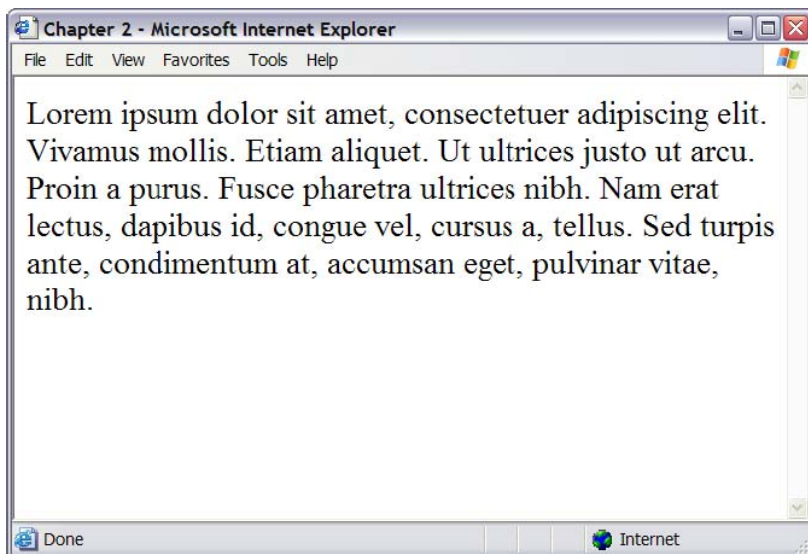 Chapter 2 - Microsoft Internet Explorer
File Edit View Favorites Tools Help
Lorem ipsum dolor sit amet, consectetuer adipiscing elit.
Vivamus mollis. Etiam aliquet. Ut ultrices justo ut arcu.
Proin a purus. Fusce pharetra ultrices nibh. Nam erat
lectus, dapibus id, congue vel, cursus a, tellus. Sed turpis
ante, condimentum at, accumsan eget, pulvinar vitae,
nibh.
Done Internet